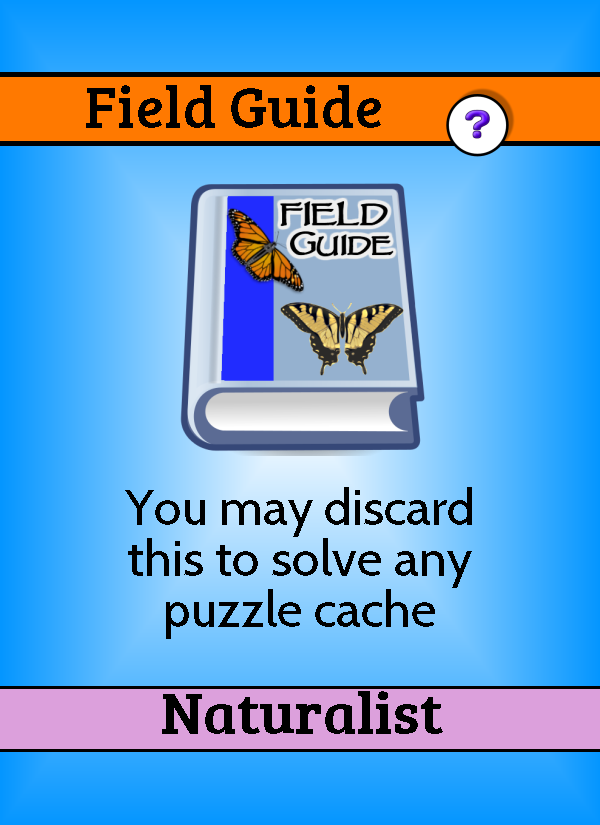 Field Guide
?
FIELD
GUIDE
You may discard
this to solve any
puzzle cache
Naturalist